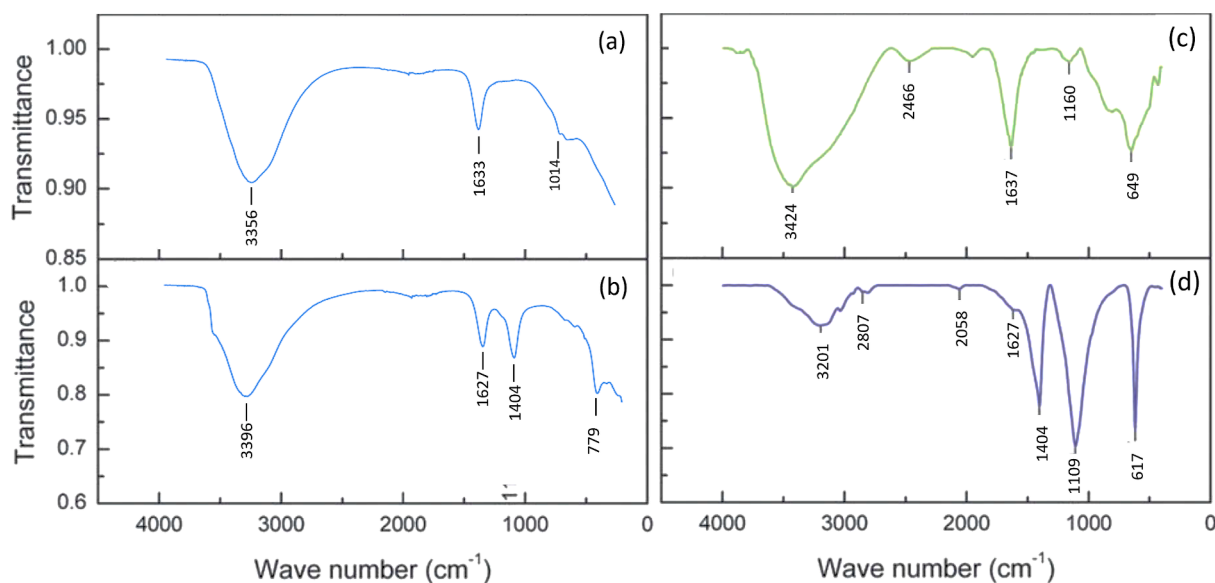 (a)
Transmittance
1.00
0.95
0.90
0.85
3356
1633
1014
(b)
Transmittance
1.0
0.9
0.8
0.7
0.6
3396
1627
1404
779
11
4000 3000 2000 1000 0
Wave number (cm-1)
(c)
3424
2466
1637
1160
649
(d)
3201
2807
2058
1627
1404
1109
617
4000 3000 2000 1000 0
Wave number (cm-1)